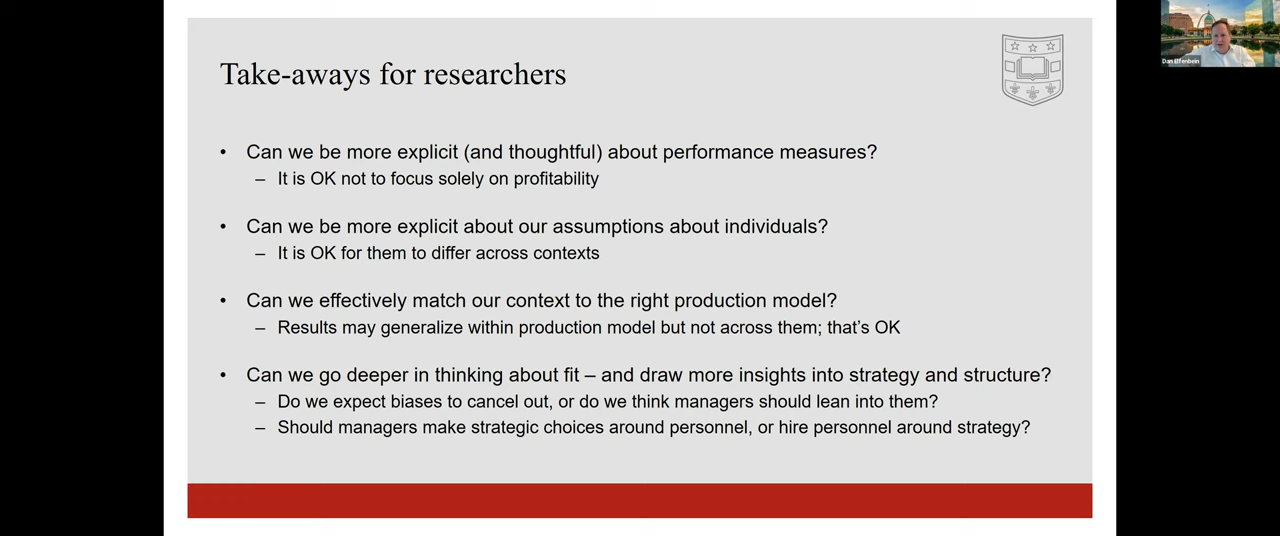 Take-aways for researchers
Dan Elfenbein
• Can we be more explicit (and thoughtful) about performance measures?
– It is OK not to focus solely on profitability
• Can we be more explicit about our assumptions about individuals?
– It is OK for them to differ across contexts
• Can we effectively match our context to the right production model?
– Results may generalize within production model but not across them; that's OK
• Can we go deeper in thinking about fit – and draw more insights into strategy and structure?
– Do we expect biases to cancel out, or do we think managers should lean into them?
– Should managers make strategic choices around personnel, or hire personnel around strategy?